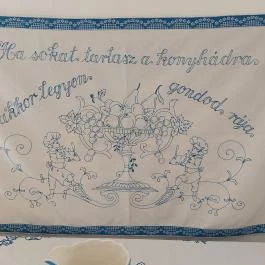 Ha sokat tartasz a konyhádra.
akkor legyen gondod rája.